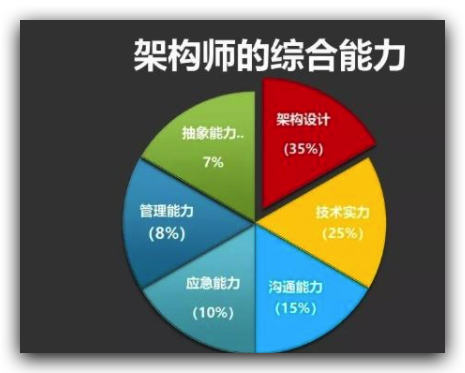 架构师的综合能力
架构设计
(35%)
抽象能力..
7%
技术实力
(25%)
管理能力
(8%)
沟通能力
(15%)
应急能力
(10%)